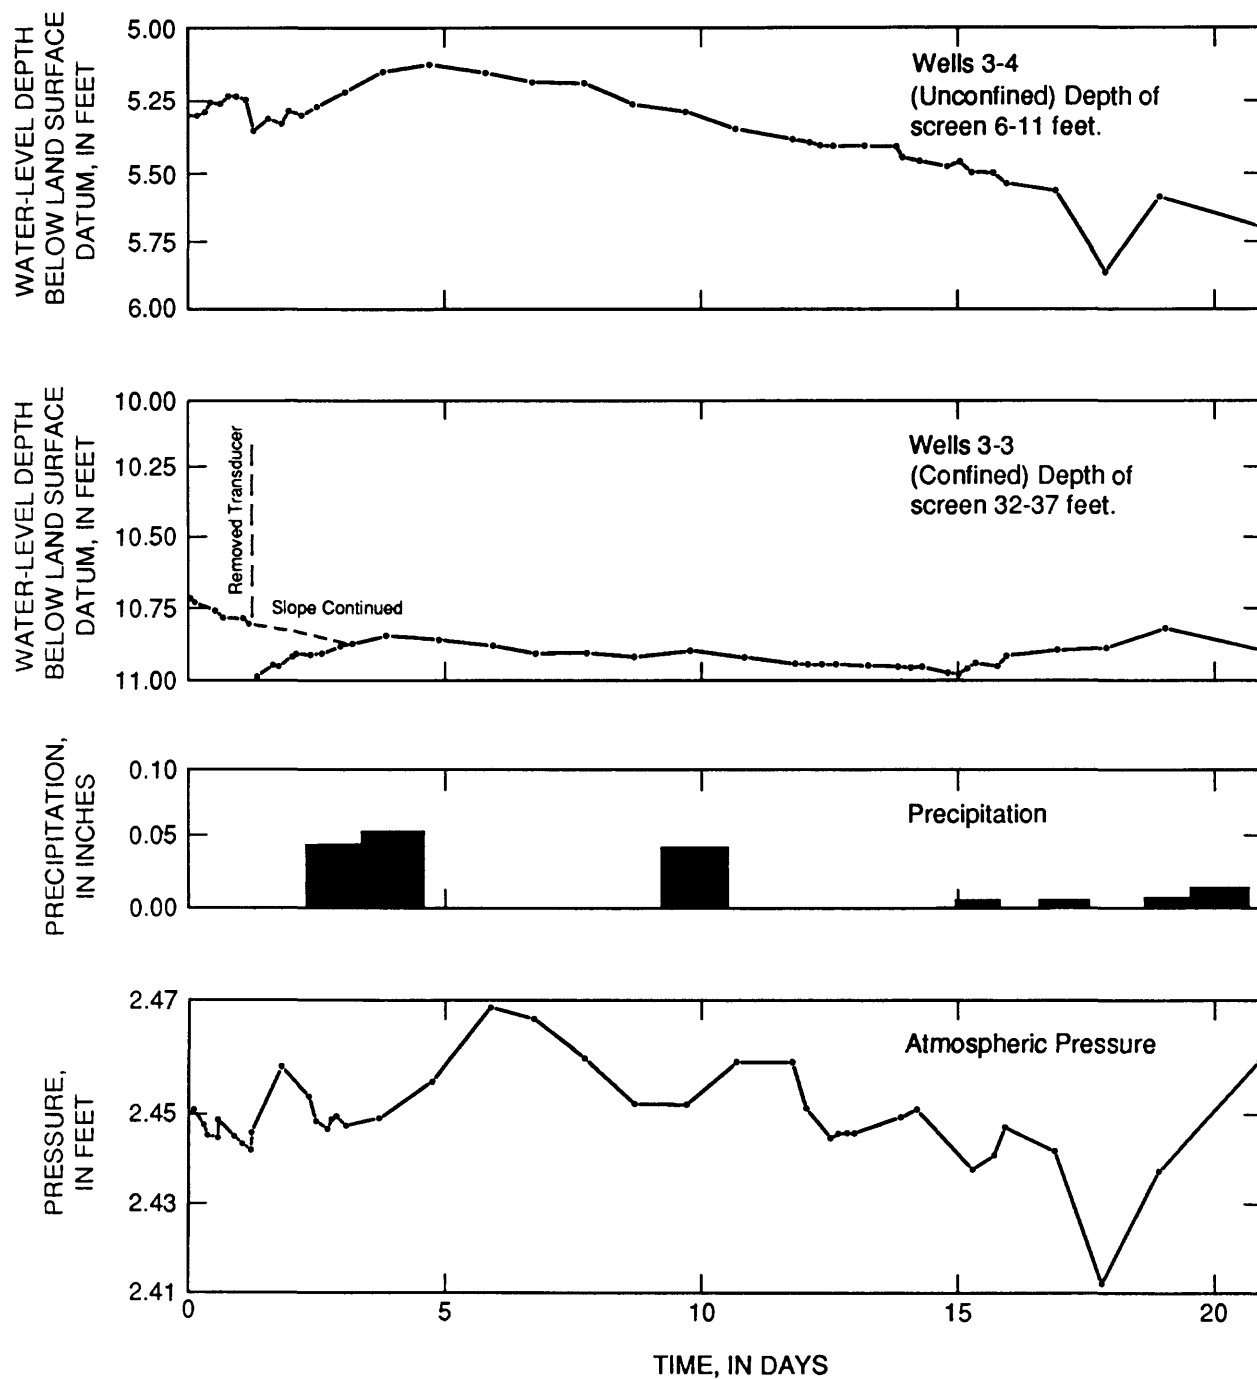 WATER-LEVEL DEPTH
BELOW LAND SURFACE
DATUM, IN FEET
5.00
5.25
5.50
5.75
6.00
Wells 3-4
(Unconfined) Depth of
screen 6-11 feet.
WATER-LEVEL DEPTH
BELOW LAND SURFACE
DATUM, IN FEET
10.00
10.25
10.50
10.75
11.00
Removed Transducer
Slope Continued
Wells 3-3
(Confined) Depth of
screen 32-37 feet.
PRECIPITATION,
IN INCHES
0.10
0.05
0.00
Precipitation
PRESSURE,
IN FEET
2.47
2.45
2.43
2.41
Atmospheric Pressure
0 5 10 15 20
TIME, IN DAYS